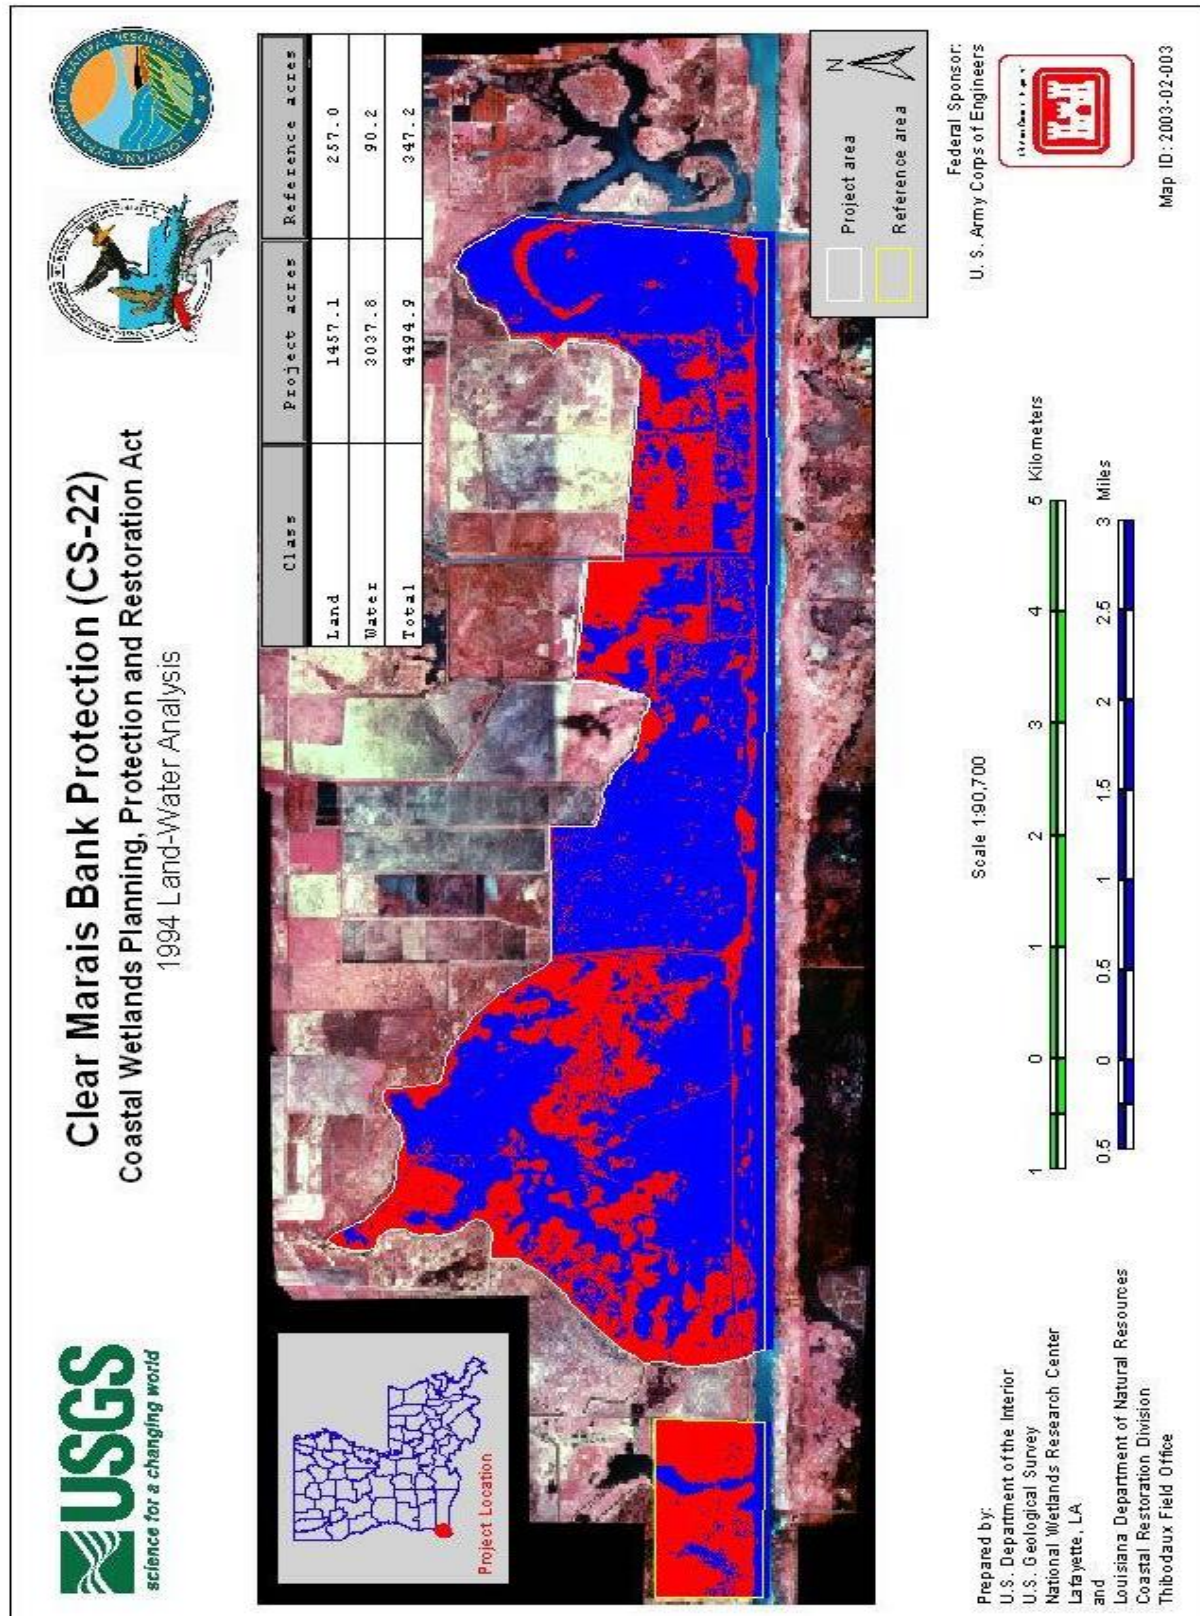 USGS
science for a changing world
Clear Marais Bank Protection (CS-22)
Coastal Wetlands Planning, Protection and Restoration Act
1994 Land-Water Analysis
LOUISIANA DEPARTMENT OF NATURAL RESOURCES
Class Project acres Reference acres
Land 1457.1 257.0
Water 3037.8 90.2
Total 4494.9 347.2
Project Location
N
Project area
Reference area
Prepared by:
U.S. Department of the Interior
U.S. Geological Survey
National Wetlands Research Center
Lafayette, LA
and
Louisiana Department of Natural Resources
Coastal Restoration Division
Thibodaux Field Office
Scale 1:90,700
1 0 1 2 3 4 5 Kilometers
0.5 0 0.5 1 1.5 2 2.5 3 Miles
Federal Sponsor:
U.S. Army Corps of Engineers
Map ID: 2003-02-003